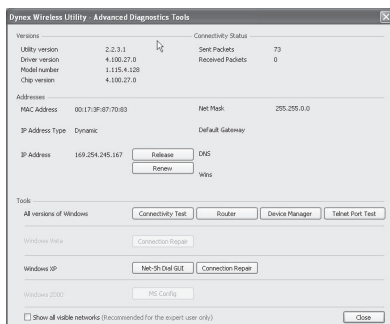 Dynex Wireless Utility - Advanced Diagnostics Tools
Versions
Connectivity Status
Utility version 2.2.3.1
Sent Packets 73
Driver version 4.100.27.0
Received Packets 0
Model number 1.115.4.128
Chip version 4.100.27.0
Addresses
MAC Address 00:17:3F:87:70:83
Net Mask 255.255.0.0
IP Address Type Dynamic
Default Gateway
IP Address 169.254.245.167 Release
DNS
Renew
Wins
Tools
All versions of Windows Connectivity Test Router Device Manager Telnet Port Test
Windows Vista Connection Repair
Windows XP Net-Sh Dial GUI Connection Repair
Windows 2000 MS Config
Show all visible networks (Recommended for the expert user only) Close